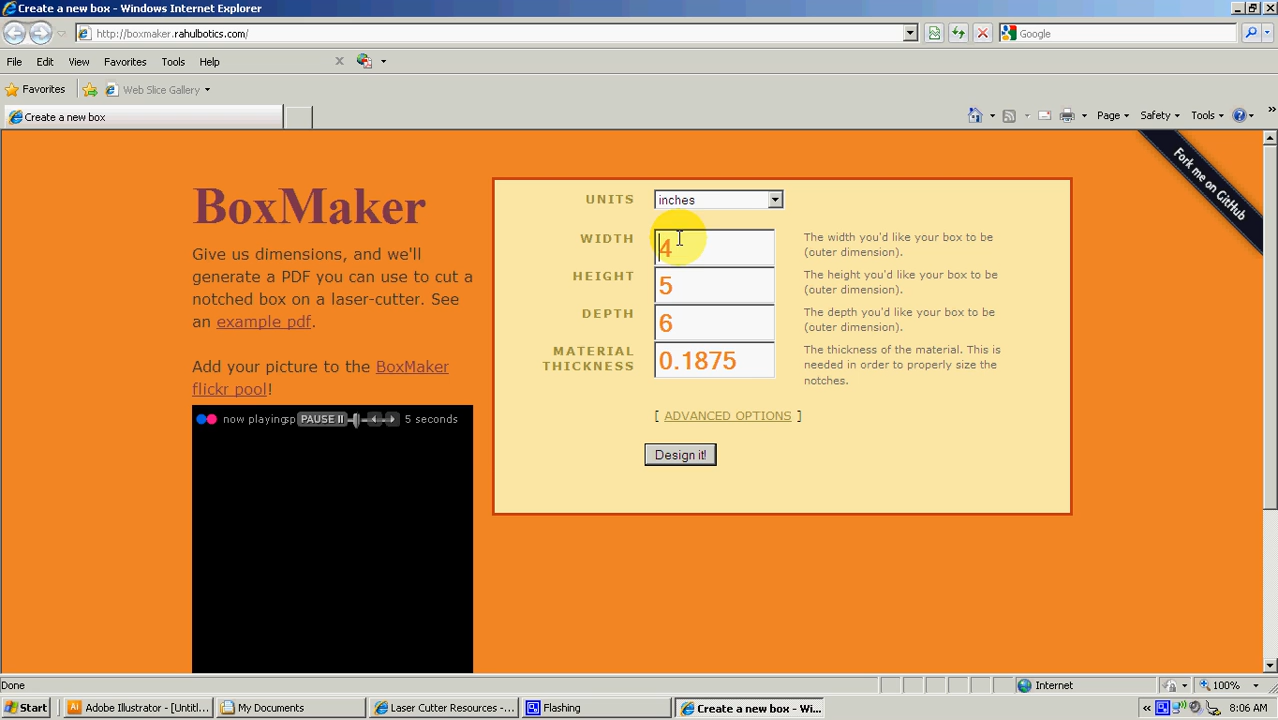 Create a new box - Windows Internet Explorer
http://boxmaker.rahulbotics.com/
Google
File Edit View Favorites Tools Help
Favorites Web Slice Gallery
Create a new box
Page Safety Tools
Fork me on GitHub
BoxMaker
Give us dimensions, and we'll
generate a PDF you can use to cut a
notched box on a laser-cutter. See
an example pdf.
Add your picture to the BoxMaker
flickr pool!
now playing sp PAUSE 5 seconds
UNITS inches
WIDTH 4 The width you'd like your box to be
(outer dimension).
HEIGHT 5 The height you'd like your box to be
(outer dimension).
DEPTH 6 The depth you'd like your box to be
(outer dimension).
MATERIAL
THICKNESS 0.1875 The thickness of the material. This is
needed in order to properly size the
notches.
[ ADVANCED OPTIONS ]
Design it!
Done Internet 100%
Start Adobe Illustrator - [Untitl... My Documents Laser Cutter Resources - ... Flashing Create a new box - Wi... 8:06 AM